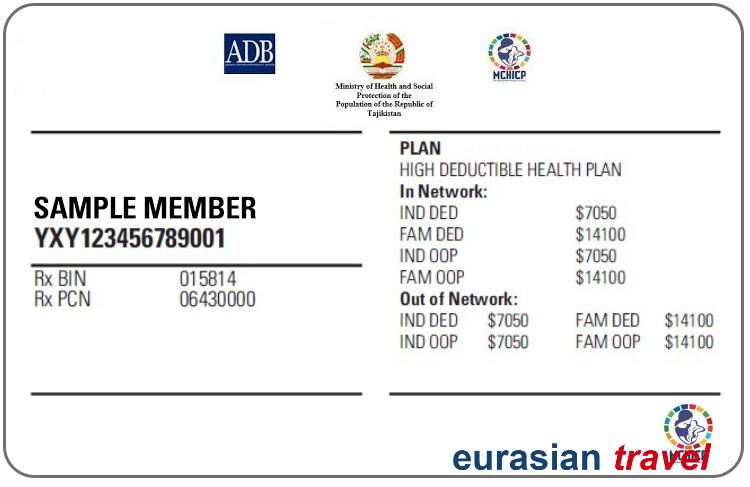 ADB
MCHICP
Ministry of Health and Social
Protection of the
Population of the Republic of
Tajikistan
SAMPLE MEMBER
YXY123456789001
Rx BIN 015814
Rx PCN 06430000
PLAN
HIGH DEDUCTIBLE HEALTH PLAN
In Network:
IND DED $7050
FAM DED $14100
IND OOP $7050
FAM OOP $14100
Out of Network:
IND DED $7050 FAM DED $14100
IND OOP $7050 FAM OOP $14100
MCHICP
eurasian travel